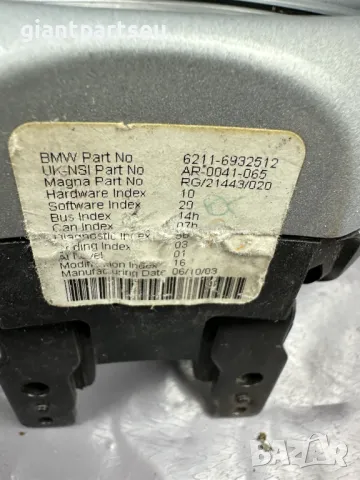 giantpartseu
BMW Part No 6211-6932512
UK-NSI Part No AR-0041-065
Magna Part No RG/21443/020
Hardware Index 10
Software Index 20
Bus Index 14h
Can-Index 07h
Index
Index 03
01
Index 16
Manufacturing Date 06/10/03
BAZAR